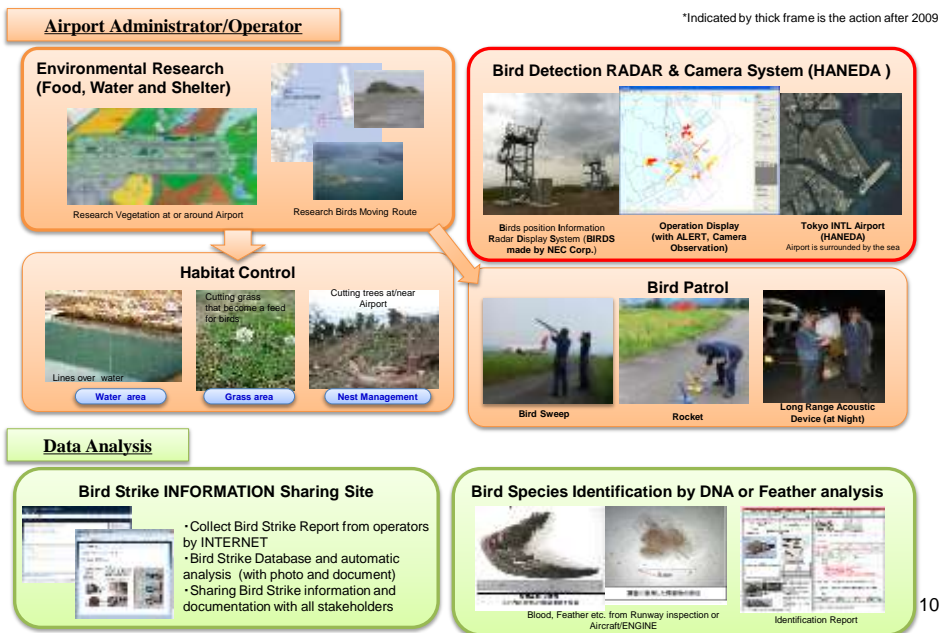 Airport Administrator/Operator
*Indicated by thick frame is the action after 2009
Environmental Research
(Food, Water and Shelter)
Research Vegetation at or around Airport
Research Birds Moving Route
Bird Detection RADAR & Camera System (HANEDA )
Birds position Information
Radar Display System (BIRDS
made by NEC Corp.)
Operation Display
(with ALERT, Camera
Observation)
Tokyo INTL Airport
(HANEDA)
Airport is surrounded by the sea
Habitat Control
Lines over water
Water area
Cutting grass
that become a feed
for birds
Grass area
Cutting trees at/near
Airport
Nest Management
Bird Patrol
Bird Sweep
Rocket
Long Range Acoustic
Device (at Night)
Data Analysis
Bird Strike INFORMATION Sharing Site
・Collect Bird Strike Report from operators
by INTERNET
・Bird Strike Database and automatic
analysis (with photo and document)
・Sharing Bird Strike information and
documentation with all stakeholders
Bird Species Identification by DNA or Feather analysis
Blood, Feather etc. from Runway inspection or
Aircraft/ENGINE
Identification Report
10